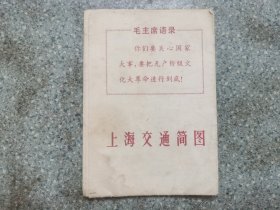 毛主席语录
你们要关心国家
大事，要把无产阶级文
化大革命进行到底！
上海交通简图